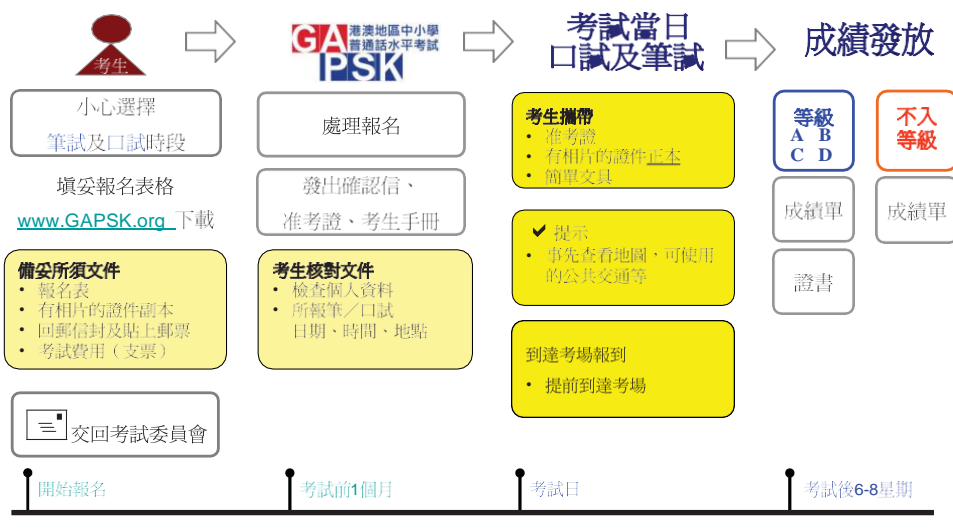 考生
小心選擇
筆試及口試時段
填妥報名表格
www.GAPSK.org 下載
備妥所須文件
• 報名表
• 有相片的證件副本
• 回郵信封及貼上郵票
• 考試費用（支票）
交回考試委員會
GAPSK
港澳地區中小學
普通話水平考試
處理報名
發出確認信、
准考證、考生手冊
考生核對文件
• 檢查個人資料
• 所報筆／口試
日期、時間、地點
考試當日
口試及筆試
考生攜帶
• 准考證
• 有相片的證件正本
• 簡單文具
✔ 提示
• 事先查看地圖，可使用
的公共交通等
到達考場報到
• 提前到達考場
成績發放
等級
A B
C D
成績單
證書
不入
等級
成績單
開始報名
考試前1個月
考試日
考試後6-8星期